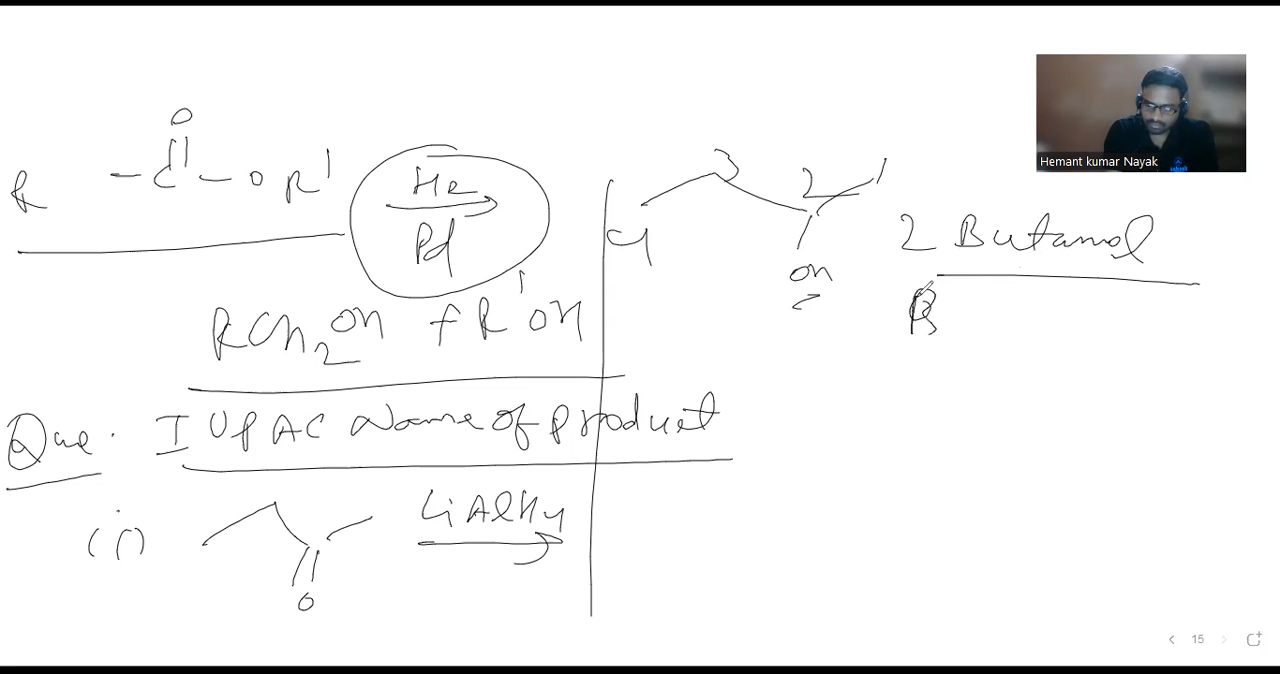 O
R - C - OR'
H2
Pd
RCH2OH + R'OH
Que. IUPAC Name of product
(i)
LiAlH4
O
4 3 2 1
OH
2 Butanol
Hemant kumar Nayak
15